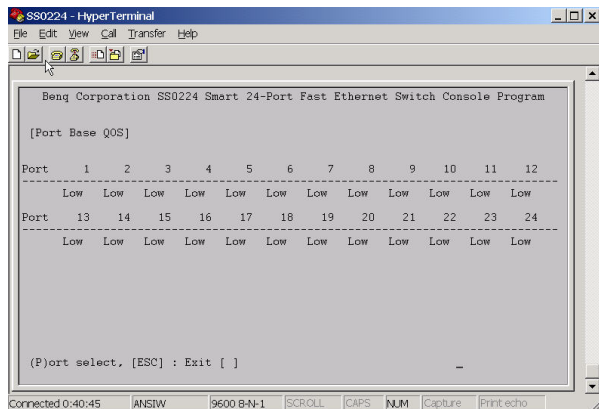 SS0224 - HyperTerminal
File Edit View Call Transfer Help
Benq Corporation SS0224 Smart 24-Port Fast Ethernet Switch Console Program
[Port Base QOS]
Port 1 2 3 4 5 6 7 8 9 10 11 12
Low Low Low Low Low Low Low Low Low Low Low Low
Port 13 14 15 16 17 18 19 20 21 22 23 24
Low Low Low Low Low Low Low Low Low Low Low Low
(P)ort select, [ESC] : Exit [ ] _
Connected 0:40:45 ANSIW 9600 8-N-1 SCROLL CAPS NUM Capture Print echo